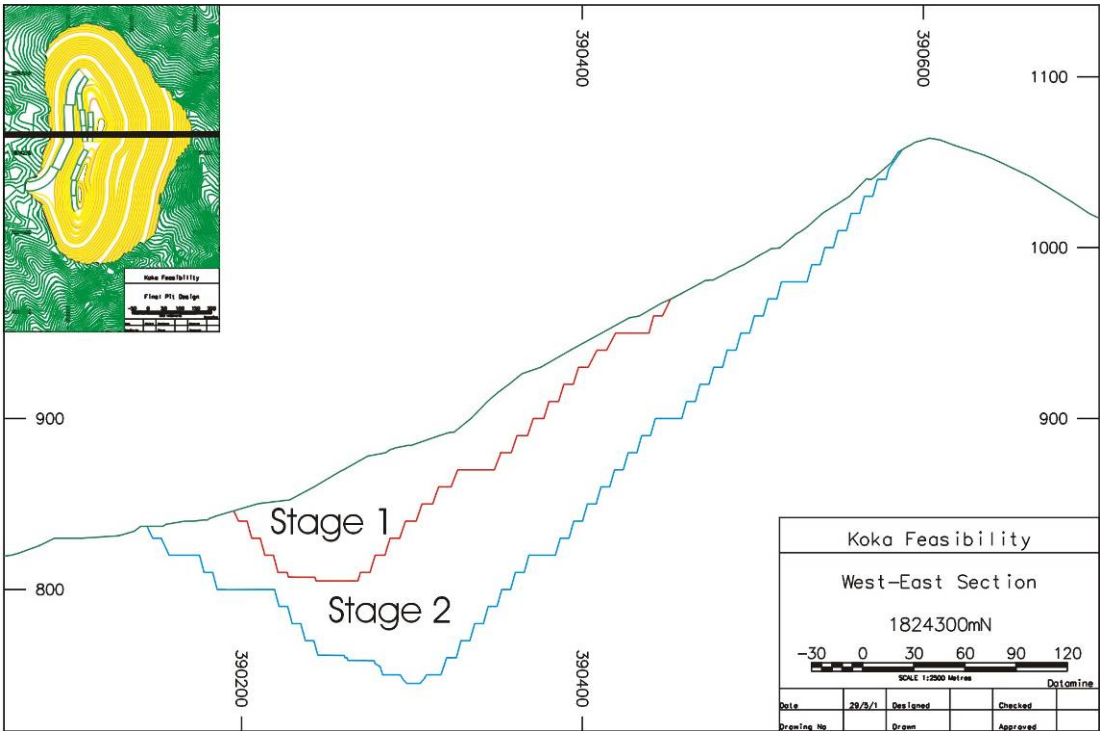 390400
390600
1100
1000
900
900
800
Stage 1
Stage 2
390200
390400
Koka Feasibility
Final Pit Design
Koka Feasibility
West-East Section
1824300mN
-30 0 30 60 90 120
SCALE 1:2500 Metres
Datamine
Date 29/5/1 Designed Checked
Drawing No Drawn Approved